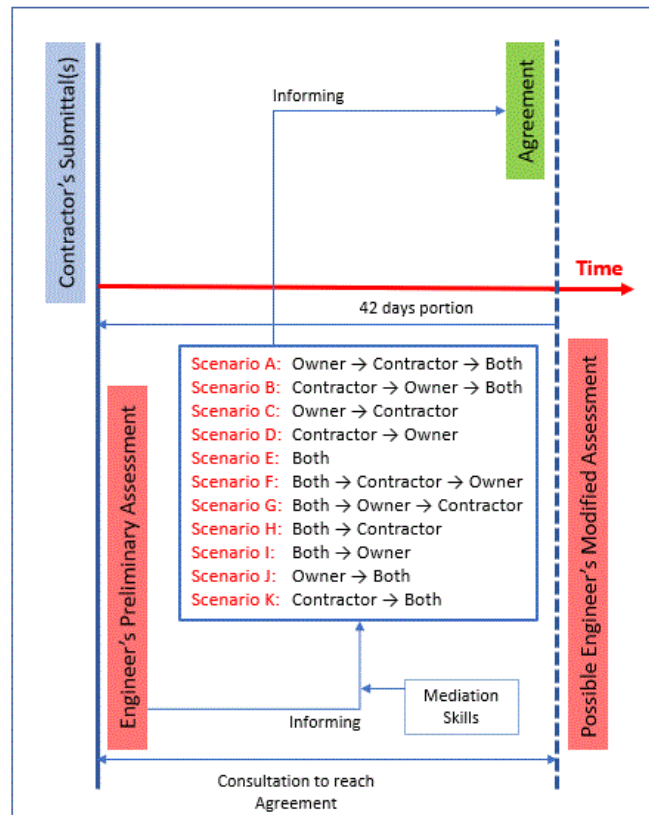 Contractor's Submittal(s)
Informing
Agreement
Time
42 days portion
Scenario A: Owner → Contractor → Both
Scenario B: Contractor → Owner → Both
Scenario C: Owner → Contractor
Scenario D: Contractor → Owner
Scenario E: Both
Scenario F: Both → Contractor → Owner
Scenario G: Both → Owner → Contractor
Scenario H: Both → Contractor
Scenario I: Both → Owner
Scenario J: Owner → Both
Scenario K: Contractor → Both
Engineer's Preliminary Assessment
Possible Engineer's Modified Assessment
Mediation
Skills
Informing
Consultation to reach
Agreement